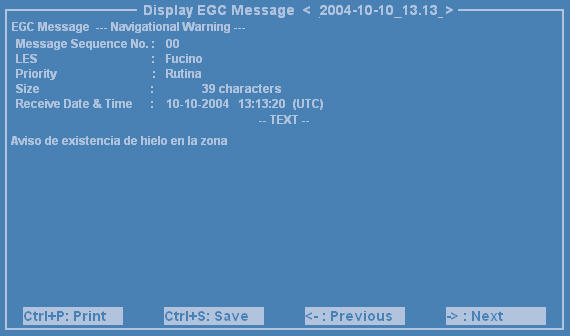 Display EGC Message < _2004-10-10_13.13_ >
EGC Message --- Navigational Warning ---
Message Sequence No. : 00
LES : Fucino
Priority : Rutina
Size : 39 characters
Receive Date & Time : 10-10-2004 13:13:20 (UTC)
-- TEXT --
Aviso de existencia de hielo en la zona
Ctrl+P: Print Ctrl+S: Save <- : Previous -> : Next